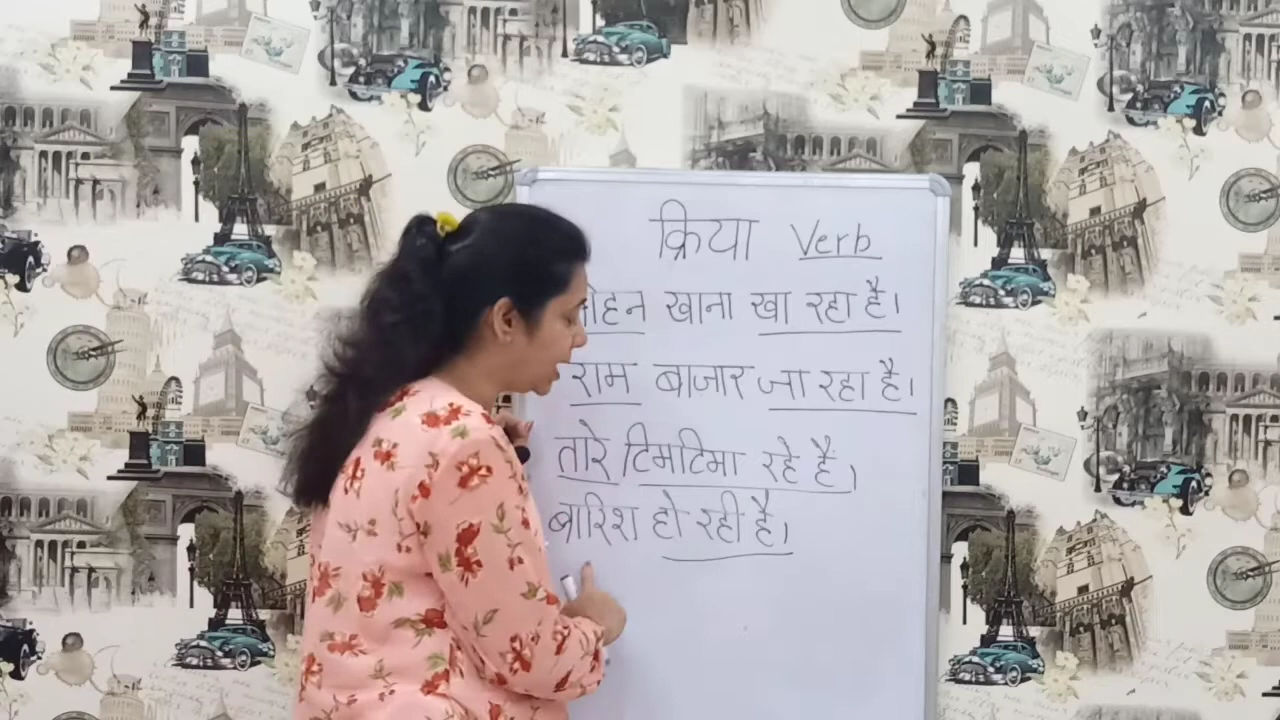 क्रिया Verb
खाना खा रहा है।
राम बाज़ार जा रहा है।
तारे टिमटिमा रहे है।
बारिश हो रही है।